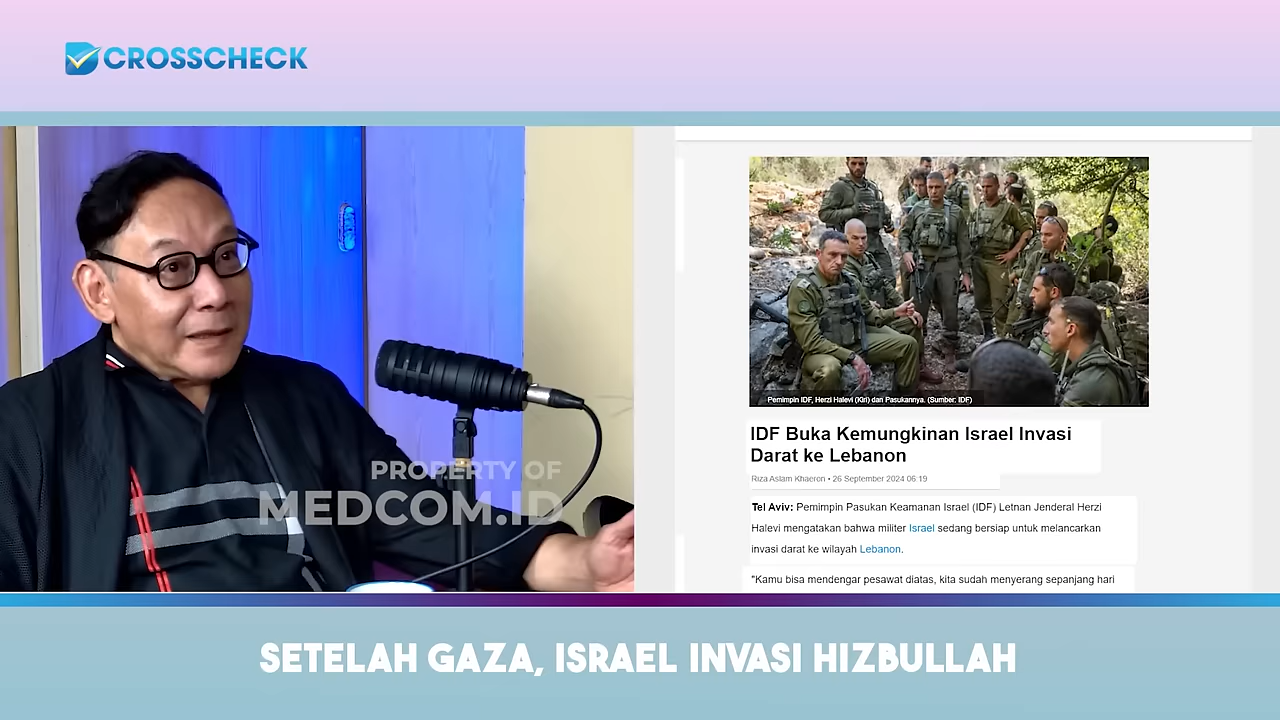 CROSSCHECK
PROPERTY OF
MEDCOM.ID
Pemimpin IDF, Herzi Halevi (Kiri) dan Pasukannya. (Sumber: IDF)
IDF Buka Kemungkinan Israel Invasi
Darat ke Lebanon
Riza Aslam Khaeron • 26 September 2024 06:19
Tel Aviv: Pemimpin Pasukan Keamanan Israel (IDF) Letnan Jenderal Herzi
Halevi mengatakan bahwa militer Israel sedang bersiap untuk melancarkan
invasi darat ke wilayah Lebanon.
"Kamu bisa mendengar pesawat diatas, kita sudah menyerang sepanjang hari
SETELAH GAZA, ISRAEL INVASI HIZBULLAH